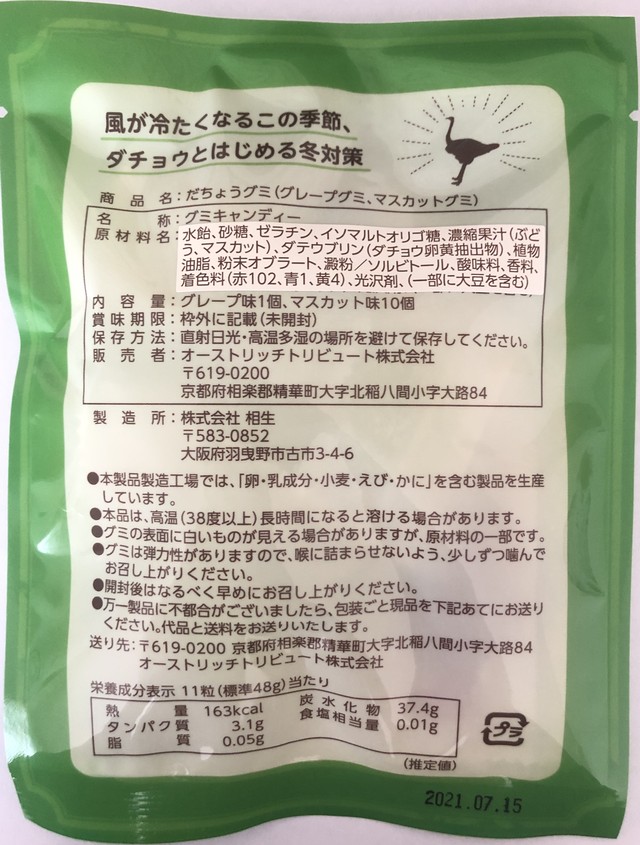 風が冷たくなるこの季節、
ダチョウとはじめる冬対策
商品名:だちょうグミ(グレープグミ、マスカットグミ)
名称:グミキャンディー
原材料名:水飴、砂糖、ゼラチン、イソマルトオリゴ糖、濃縮果汁(ぶど
う、マスカット)、ダテウブリン(ダチョウ卵黄抽出物)、植物
油脂、粉末オブラート、澱粉/ソルビトール、酸味料、香料、
着色料(赤102、青1、黄4)、光沢剤、(一部に大豆を含む)
内容量:グレープ味1個、マスカット味10個
賞味期限:枠外に記載(未開封)
保存方法:直射日光・高温多湿の場所を避けて保存してください。
販売者:オーストリッチトリビュート株式会社
〒619-0200
京都府相楽郡精華町大字北稲八間小字大路84
製造所:株式会社 相生
〒583-0852
大阪府羽曳野市古市3-4-6
●本製品製造工場では、「卵・乳成分・小麦・えび・かに」を含む製品を生産
しています。
●本品は、高温(38度以上)長時間になると溶ける場合があります。
●グミの表面に白いものが見える場合がありますが、原材料の一部です。
●グミは弾力性がありますので、喉に詰まらせないよう、少しずつ噛んで
お召し上がりください。
●開封後はなるべく早めにお召し上がりください。
●万一製品に不都合がございましたら、包装ごと現品を下記あてにお送り
ください。代品と送料をお送りいたします。
送り先:〒619-0200 京都府相楽郡精華町大字北稲八間小字大路84
オーストリッチトリビュート株式会社
栄養成分表示 11粒(標準48g)当たり
熱量 163kcal 炭水化物 37.4g
タンパク質 3.1g 食塩相当量 0.01g
脂質 0.05g
(推定値)
プラ
2021.07.15